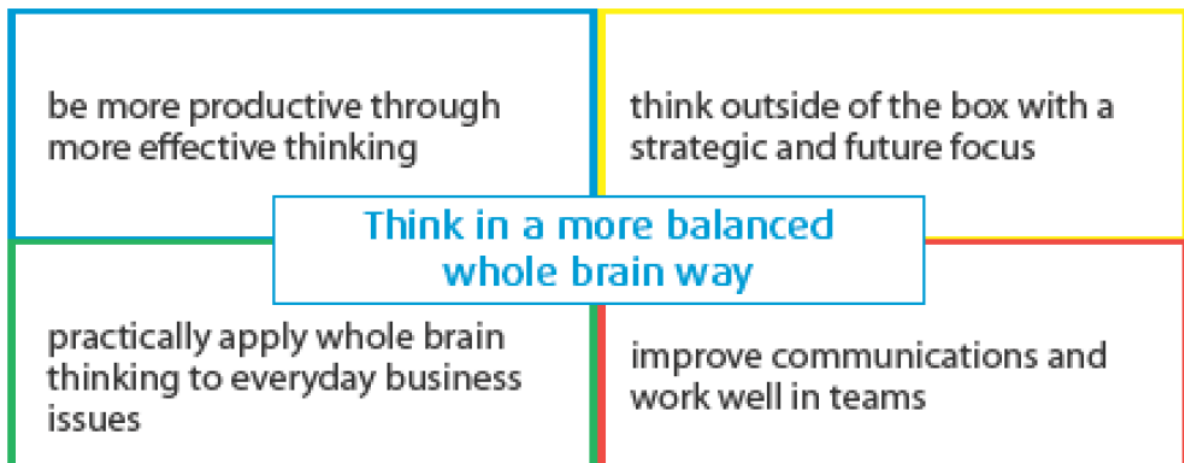 be more productive through
more effective thinking
think outside of the box with a
strategic and future focus
Think in a more balanced
whole brain way
practically apply whole brain
thinking to everyday business
issues
improve communications and
work well in teams